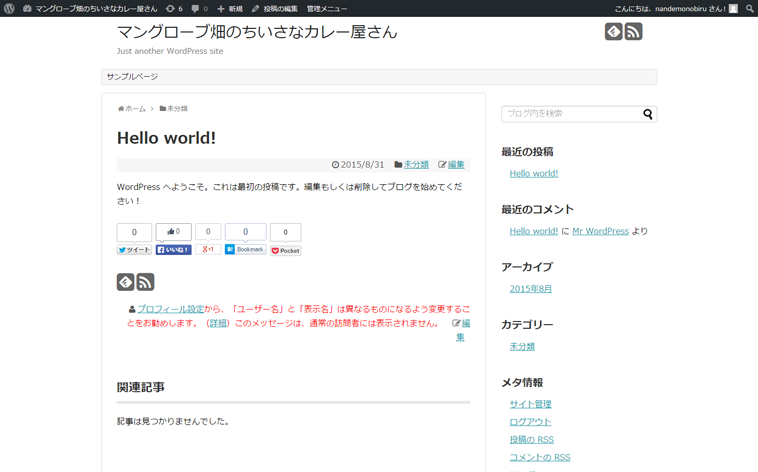 マングローブ畑のちいさなカレー屋さん 6 0 新規 投稿の編集 管理メニュー こんにちは、nandemonobiru さん!
マングローブ畑のちいさなカレー屋さん
Just another WordPress site
サンプルページ
ホーム 未分類
Hello world!
2015/8/31 未分類 編集
WordPress へようこそ。これは最初の投稿です。編集もしくは削除してブログを始めてくだ
さい!
0 0 0 0 0
ツイート いいね! g+1 B! Bookmark Pocket
プロフィール設定から、「ユーザー名」と「表示名」は異なるものになるよう変更するこ
とをお勧めします。（詳細）このメッセージは、通常の訪問者には表示されません。 編
集
関連記事
記事は見つかりませんでした。
ブログ内を検索
最近の投稿
Hello world!
最近のコメント
Hello world! に Mr WordPress より
アーカイブ
2015年8月
カテゴリー
未分類
メタ情報
サイト管理
ログアウト
投稿の RSS
コメントの RSS